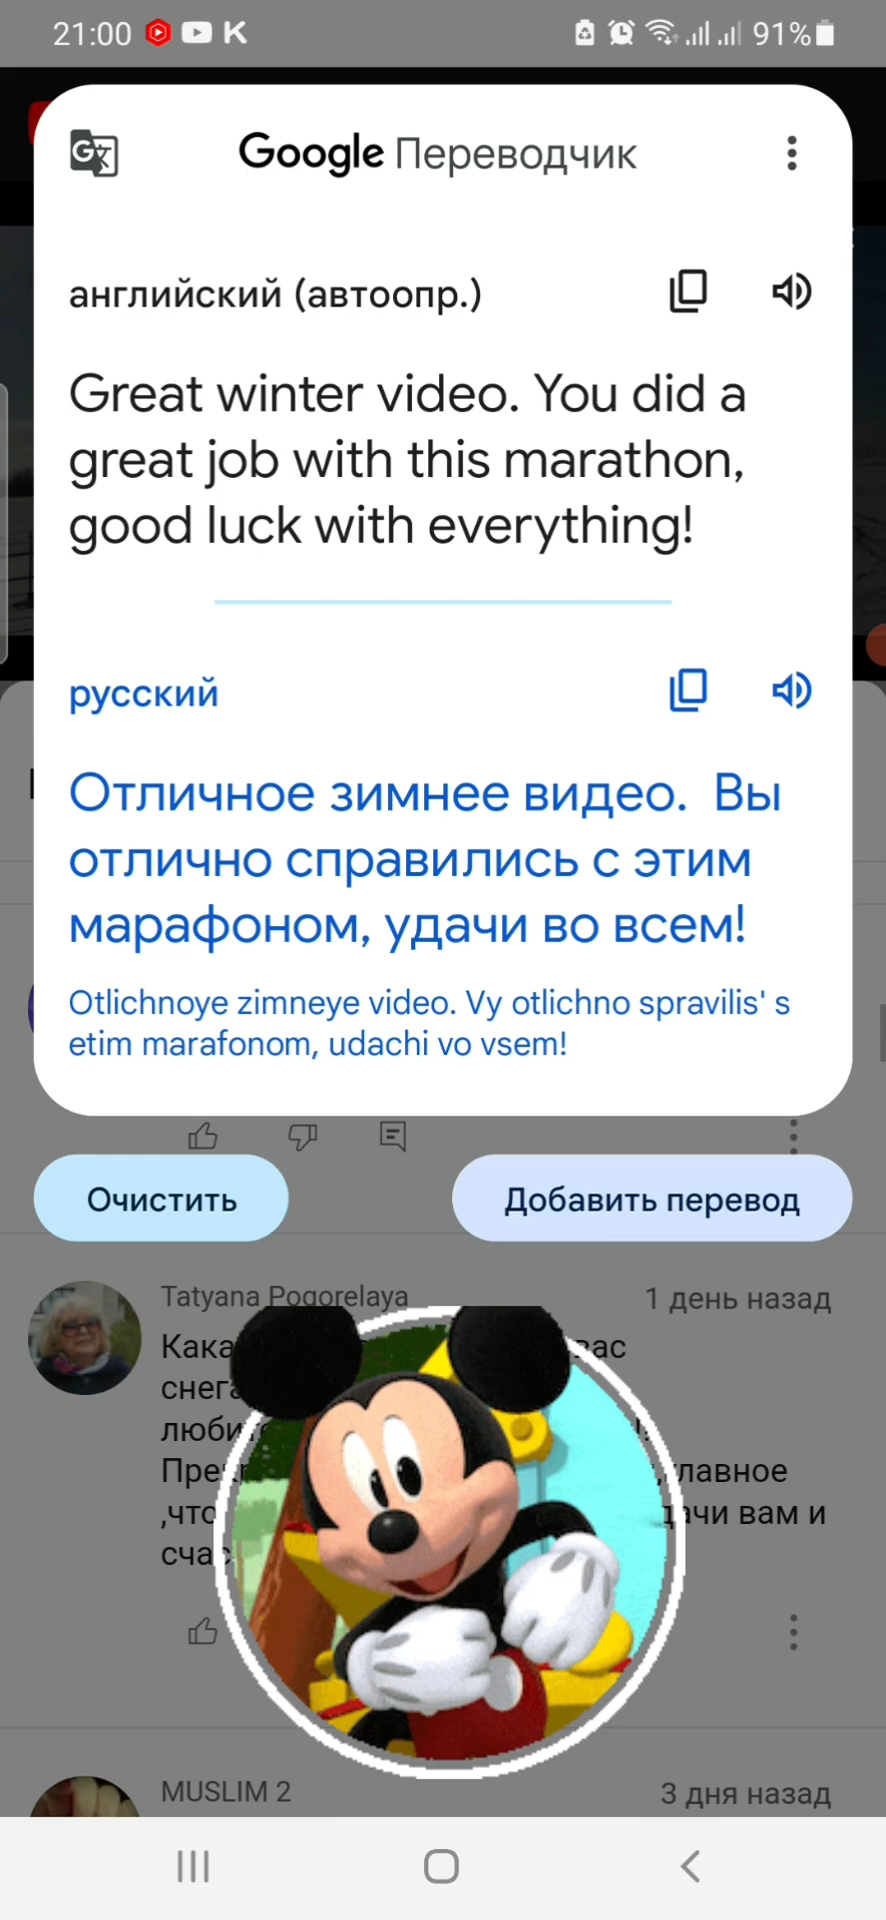 21:00 K 91%
Google Переводчик
английский (автоопр.)
Great winter video. You did a
great job with this marathon,
good luck with everything!
русский
Отличное зимнее видео.  Вы
отлично справились с этим
марафоном, удачи во всем!
Otlichnoye zimneye video. Vy otlichno spravilis' s
etim marafonom, udachi vo vsem!
Очистить
Добавить перевод
Tatyana Pogorelaya 1 день назад
вам и
MUSLIM 2 3 дня назад